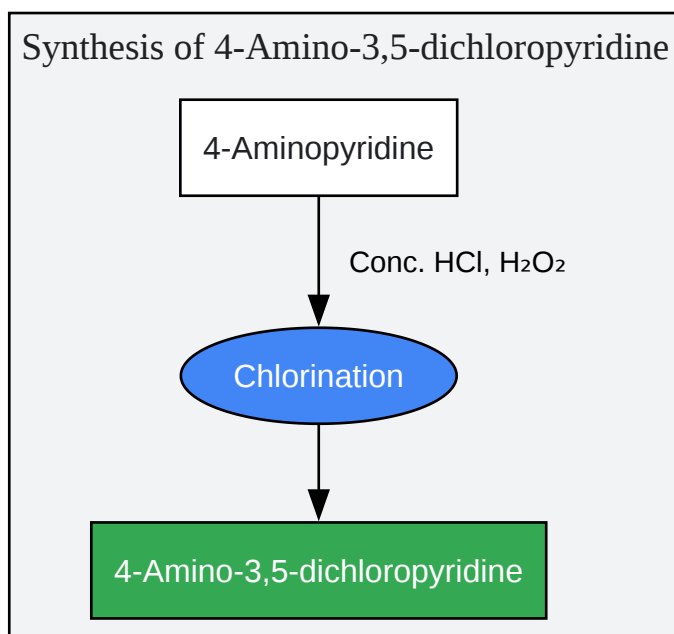 Synthesis of 4-Amino-3,5-dichloropyridine
4-Aminopyridine
Conc. HCl, H₂O₂
Chlorination
4-Amino-3,5-dichloropyridine